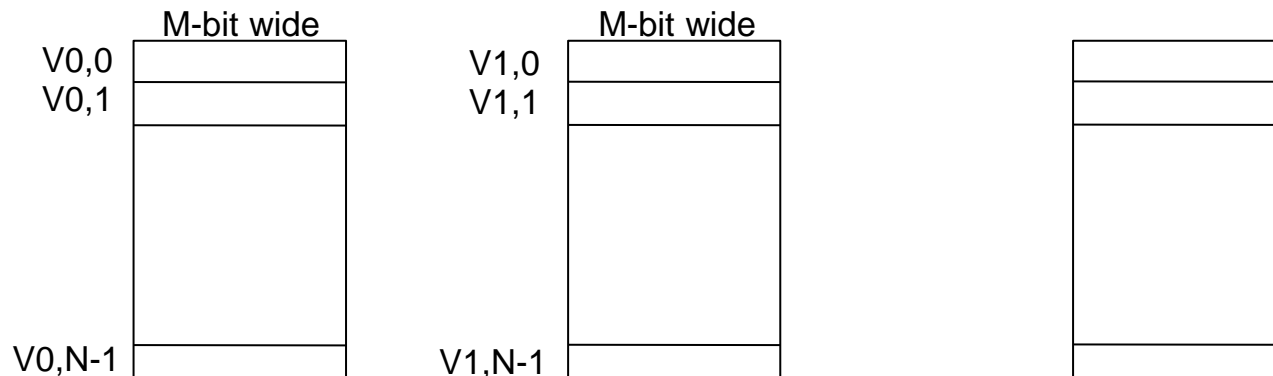 M-bit wide
M-bit wide
V0,0
V1,0
V0,1
V1,1
V0,N-1
V1,N-1